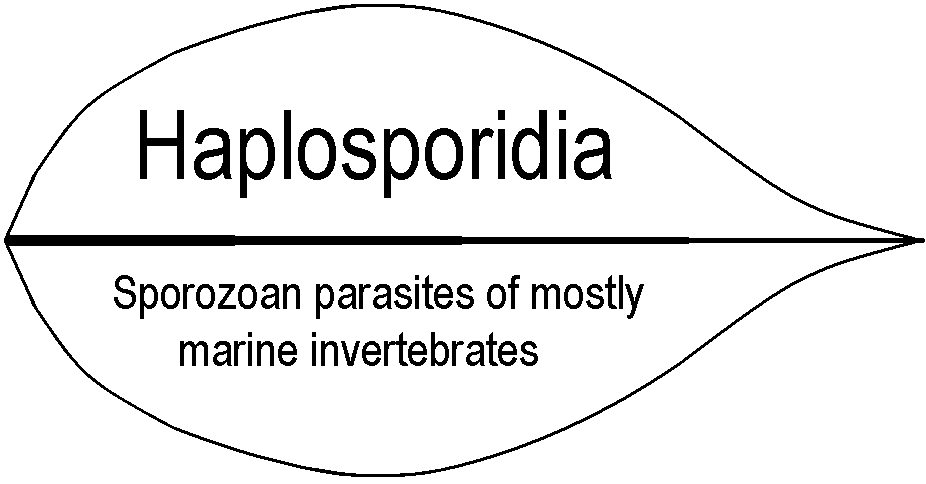 Haplosporidia
Sporozoan parasites of mostly
marine invertebrates